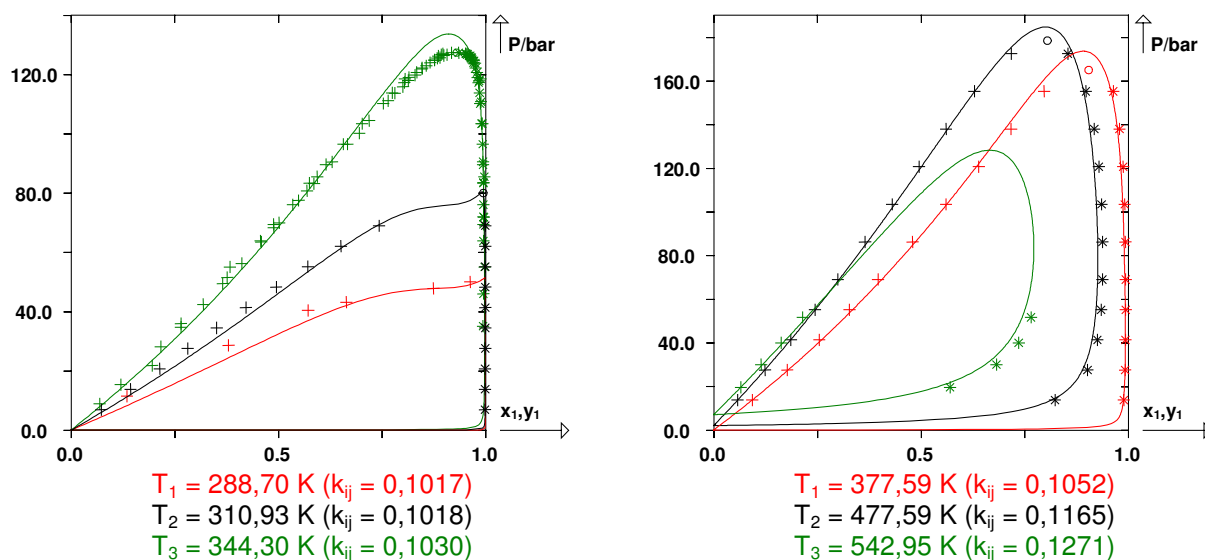 P/bar
120.0
80.0
40.0
0.0
x1,y1
0.0
0.5
1.0
T1 = 288,70 K (kij = 0,1017)
T2 = 310,93 K (kij = 0,1018)
T3 = 344,30 K (kij = 0,1030)
P/bar
160.0
120.0
80.0
40.0
0.0
x1,y1
0.0
0.5
1.0
T1 = 377,59 K (kij = 0,1052)
T2 = 477,59 K (kij = 0,1165)
T3 = 542,95 K (kij = 0,1271)